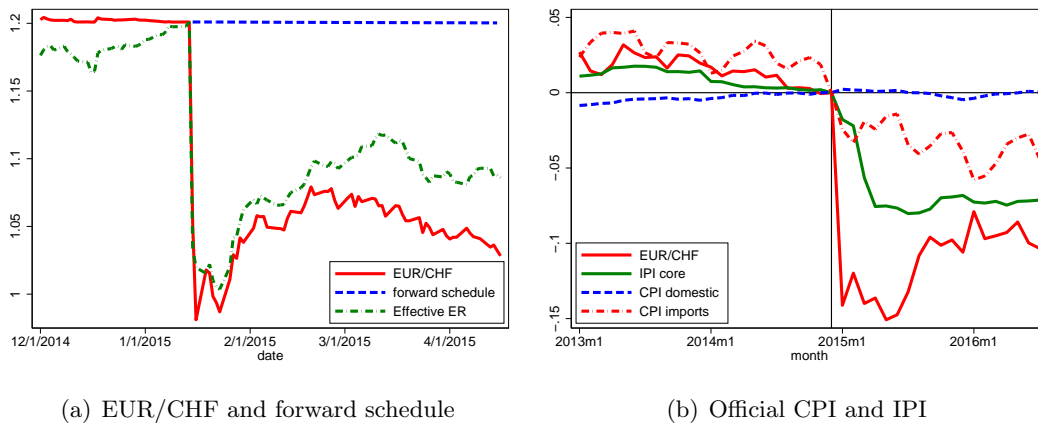 1.2
1.15
1.1
1.05
1
12/1/2014
1/1/2015
2/1/2015
3/1/2015
4/1/2015
date
EUR/CHF
forward schedule
Effective ER
(a) EUR/CHF and forward schedule
.05
0
-.05
-.1
-.15
2013m1
2014m1
2015m1
2016m1
month
EUR/CHF
IPI core
CPI domestic
CPI imports
(b) Official CPI and IPI